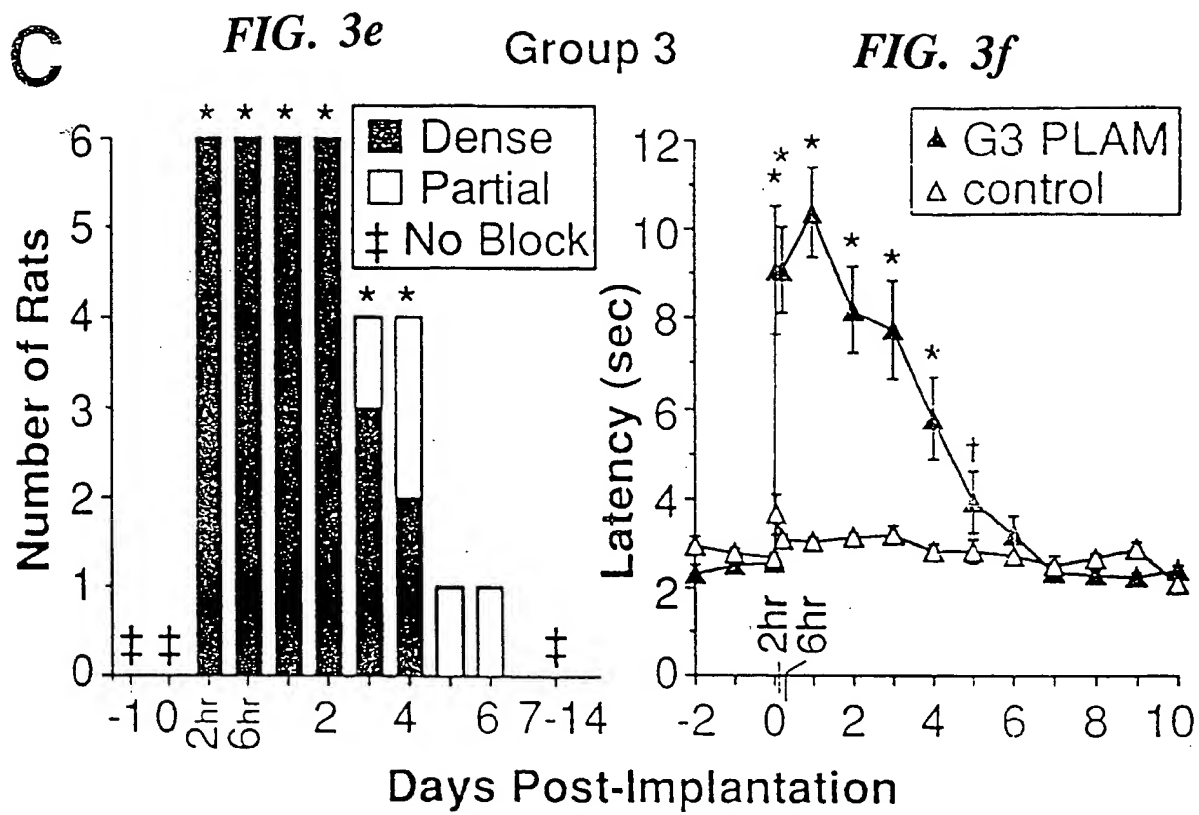 C
FIG. 3e
Group 3
FIG. 3f
* * * *
Dense
Partial
‡ No Block
* *
Number of Rats
6
5
4
3
2
1
0
‡ ‡ ‡
-1 0 2hr 6hr 2 4 6 7-14
G3 PLAM
control
* * * * * * †
Latency (sec)
12
10
8
6
4
2
0
2hr
6hr
-2 0 2 4 6 8 10
Days Post-Implantation